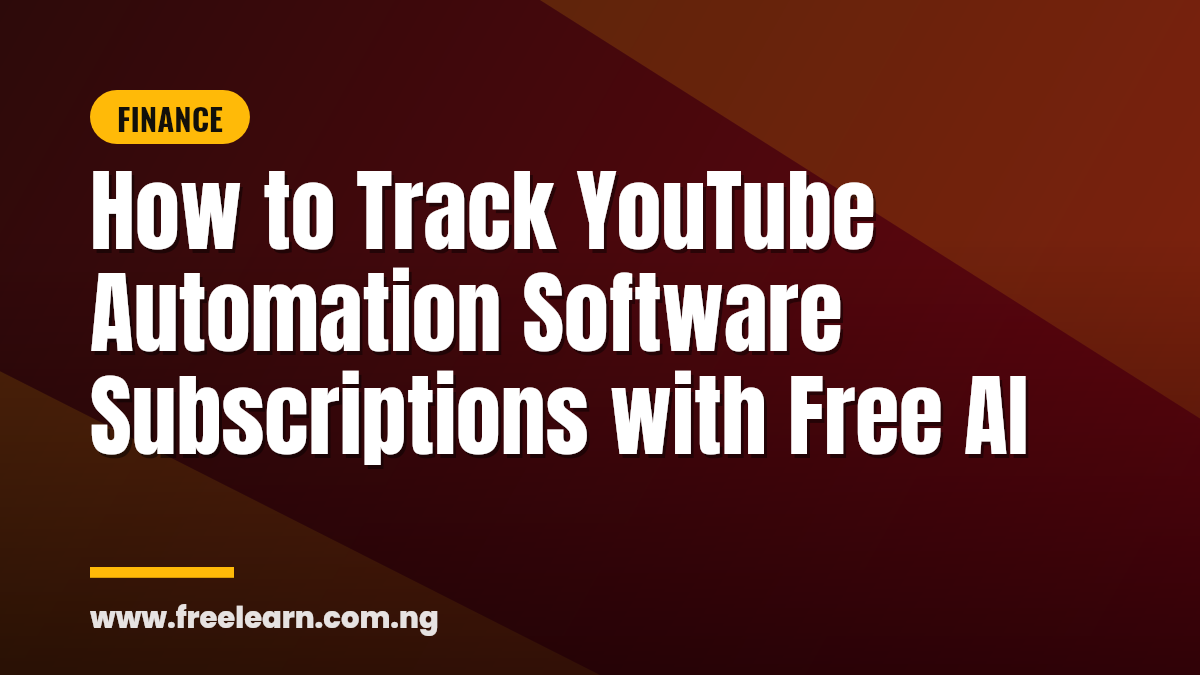 FINANCE
How to Track YouTube
Automation Software
Subscriptions with Free AI
www.freelearn.com.ng